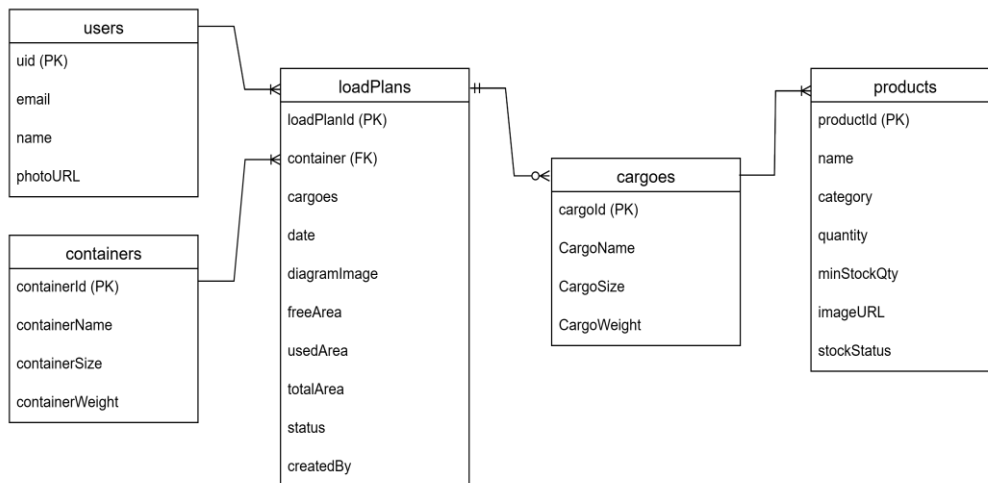 users
uid (PK)
email
name
photoURL
containers
containerId (PK)
containerName
containerSize
containerWeight
loadPlans
loadPlanId (PK)
container (FK)
cargoes
date
diagramImage
freeArea
usedArea
totalArea
status
createdBy
cargoes
cargoId (PK)
CargoName
CargoSize
CargoWeight
products
productId (PK)
name
category
quantity
minStockQty
imageURL
stockStatus